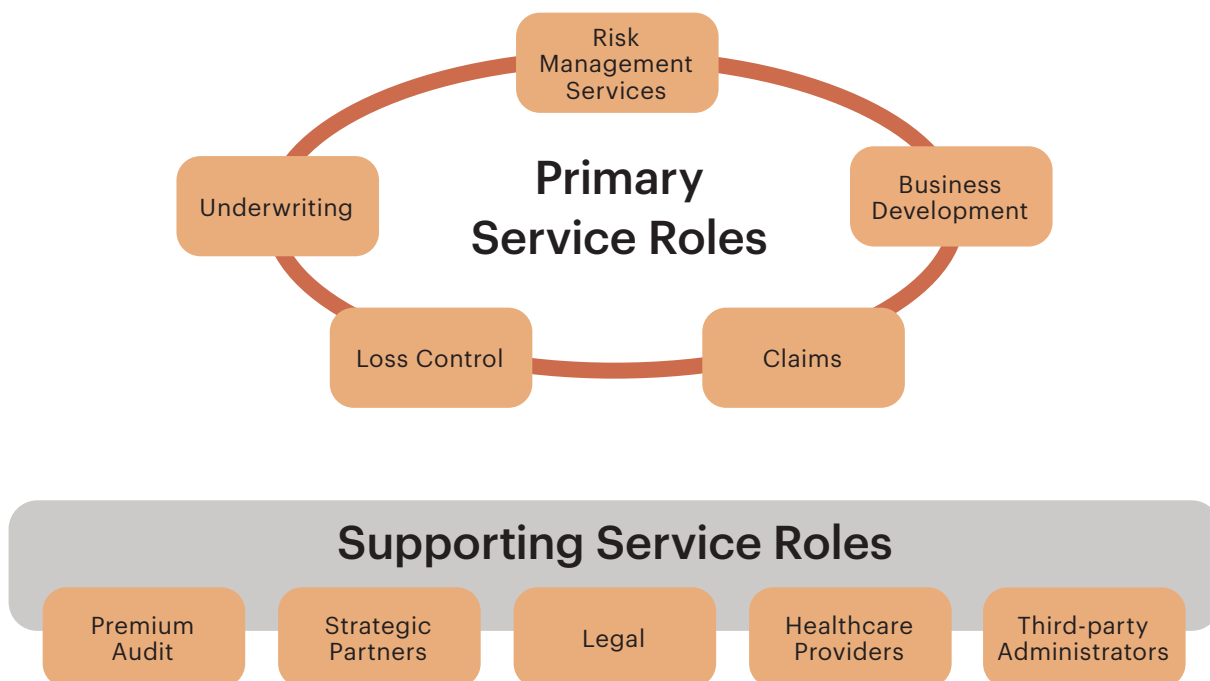 Risk
Management
Services
Primary
Service Roles
Underwriting
Business
Development
Loss Control
Claims
Supporting Service Roles
Premium
Audit
Strategic
Partners
Legal
Healthcare
Providers
Third-party
Administrators